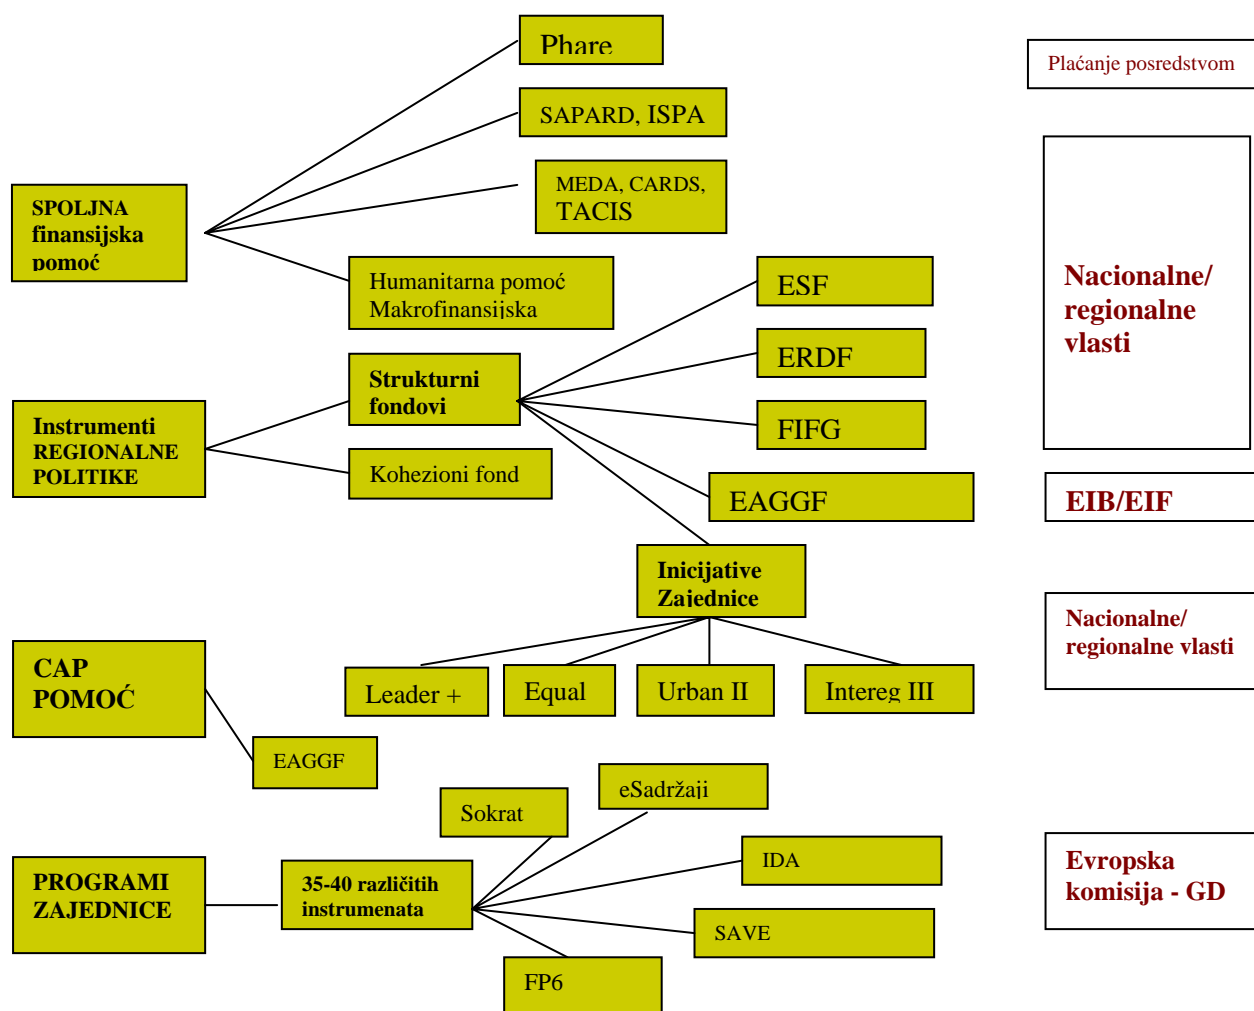 Phare
Plaćanje posredstvom
SAPARD, ISPA
MEDA, CARDS,
TACIS
SPOLJNA
finansijska
pomoć
Humanitarna pomoć
Makrofinansijska
ESF
Nacionalne/
regionalne
vlasti
ERDF
Strukturni
fondovi
FIFG
Instrumenti
REGIONALNE
POLITIKE
Kohezioni fond
EAGGF
EIB/EIF
Inicijative
Zajednice
Nacionalne/
regionalne vlasti
CAP
POMOĆ
Leader +
Equal
Urban II
Intereg III
EAGGF
eSadržaji
Sokrat
IDA
Evropska
komisija - GD
PROGRAMI
ZAJEDNICE
35-40 različitih
instrumenata
SAVE
FP6